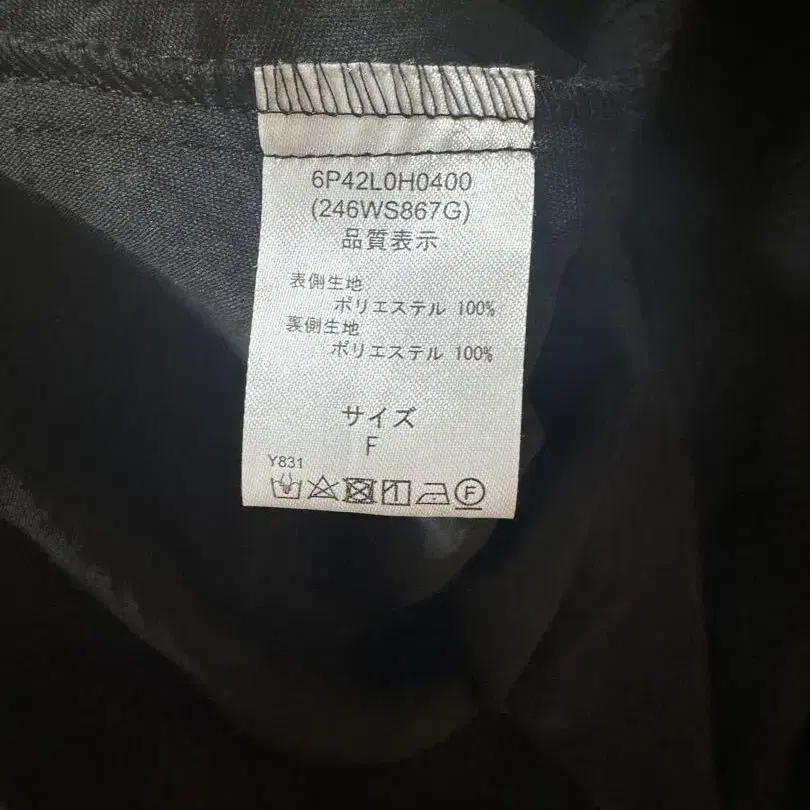 6P42L0H0400
(246WS867G)
品質表示
表側生地
ポリエステル 100%
裏側生地
ポリエステル 100%
サイズ
F
Y831
F